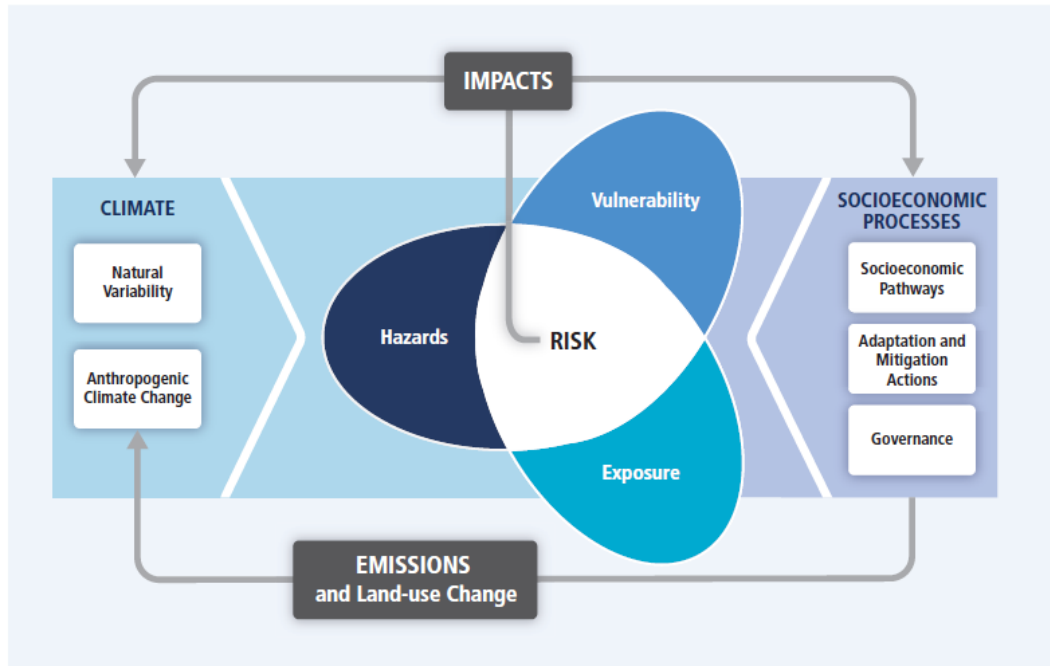 IMPACTS
CLIMATE
Natural
Variability
Anthropogenic
Climate Change
Vulnerability
Hazards
RISK
Exposure
SOCIOECONOMIC
PROCESSES
Socioeconomic
Pathways
Adaptation and
Mitigation
Actions
Governance
EMISSIONS
and Land-use Change